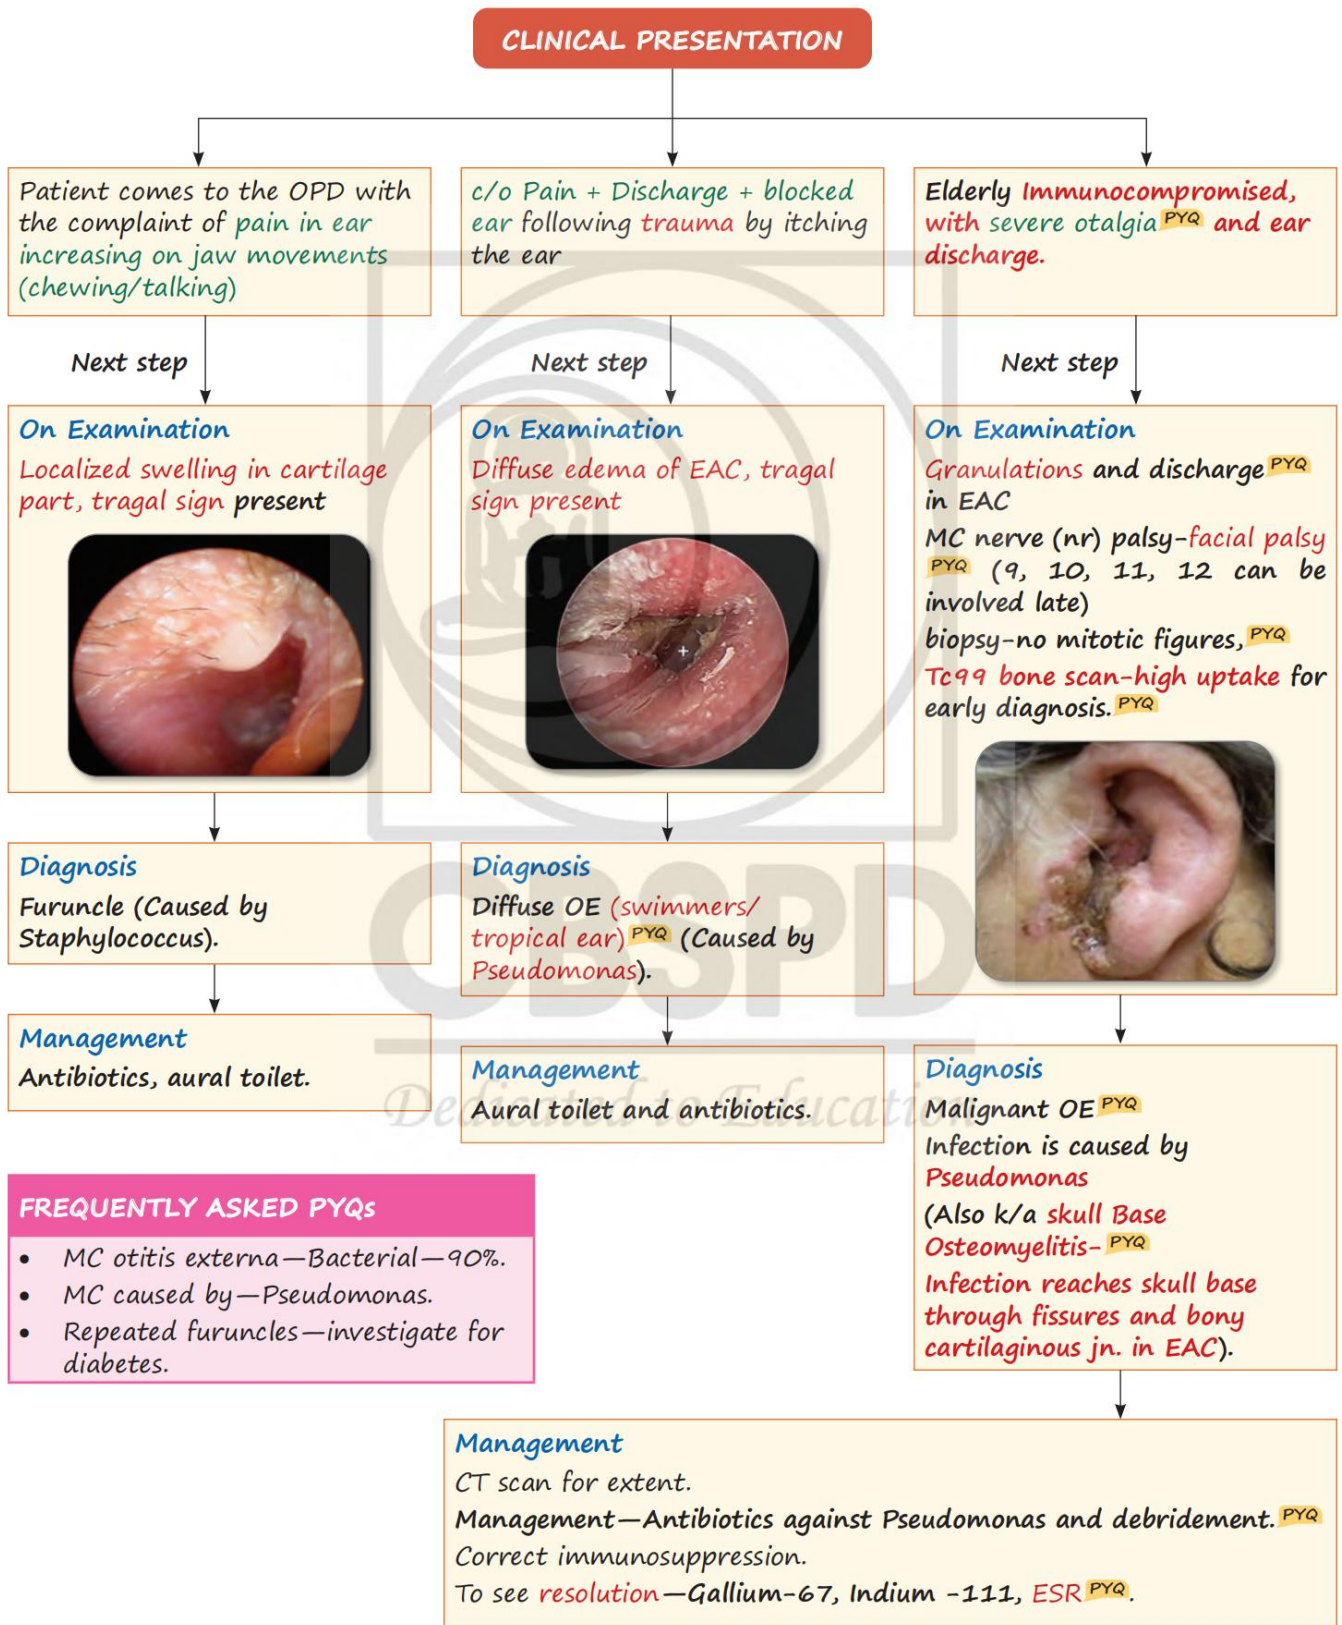 CLINICAL PRESENTATION
Patient comes to the OPD with
the complaint of pain in ear
increasing on jaw movements
(chewing/talking)
Next step
On Examination
Localized swelling in cartilage
part, tragal sign present
Diagnosis
Furuncle (Caused by
Staphylococcus).
Management
Antibiotics, aural toilet.
c/o Pain + Discharge + blocked
ear following trauma by itching
the ear
Next step
On Examination
Diffuse edema of EAC, tragal
sign present
Diagnosis
Diffuse OE (swimmers/
tropical ear) PYQ (Caused by
Pseudomonas).
Management
Aural toilet and antibiotics.
Elderly Immunocompromised,
with severe otalgia PYQ and ear
discharge.
Next step
On Examination
Granulations and discharge PYQ
in EAC
MC nerve (nr) palsy-facial palsy
PYQ (9, 10, 11, 12 can be
involved late)
biopsy-no mitotic figures, PYQ
Tc99 bone scan-high uptake for
early diagnosis. PYQ
Diagnosis
Malignant OE PYQ
Infection is caused by
Pseudomonas
(Also k/a skull Base
Osteomyelitis- PYQ
Infection reaches skull base
through fissures and bony
cartilaginous jn. in EAC).
Management
CT scan for extent.
Management—Antibiotics against Pseudomonas and debridement. PYQ
Correct immunosuppression.
To see resolution—Gallium-67, Indium -111, ESR PYQ.
FREQUENTLY ASKED PYQs
• MC otitis externa—Bacterial—90%.
• MC caused by—Pseudomonas.
• Repeated furuncles—investigate for
diabetes.
CBSPD
Dedicated to Education